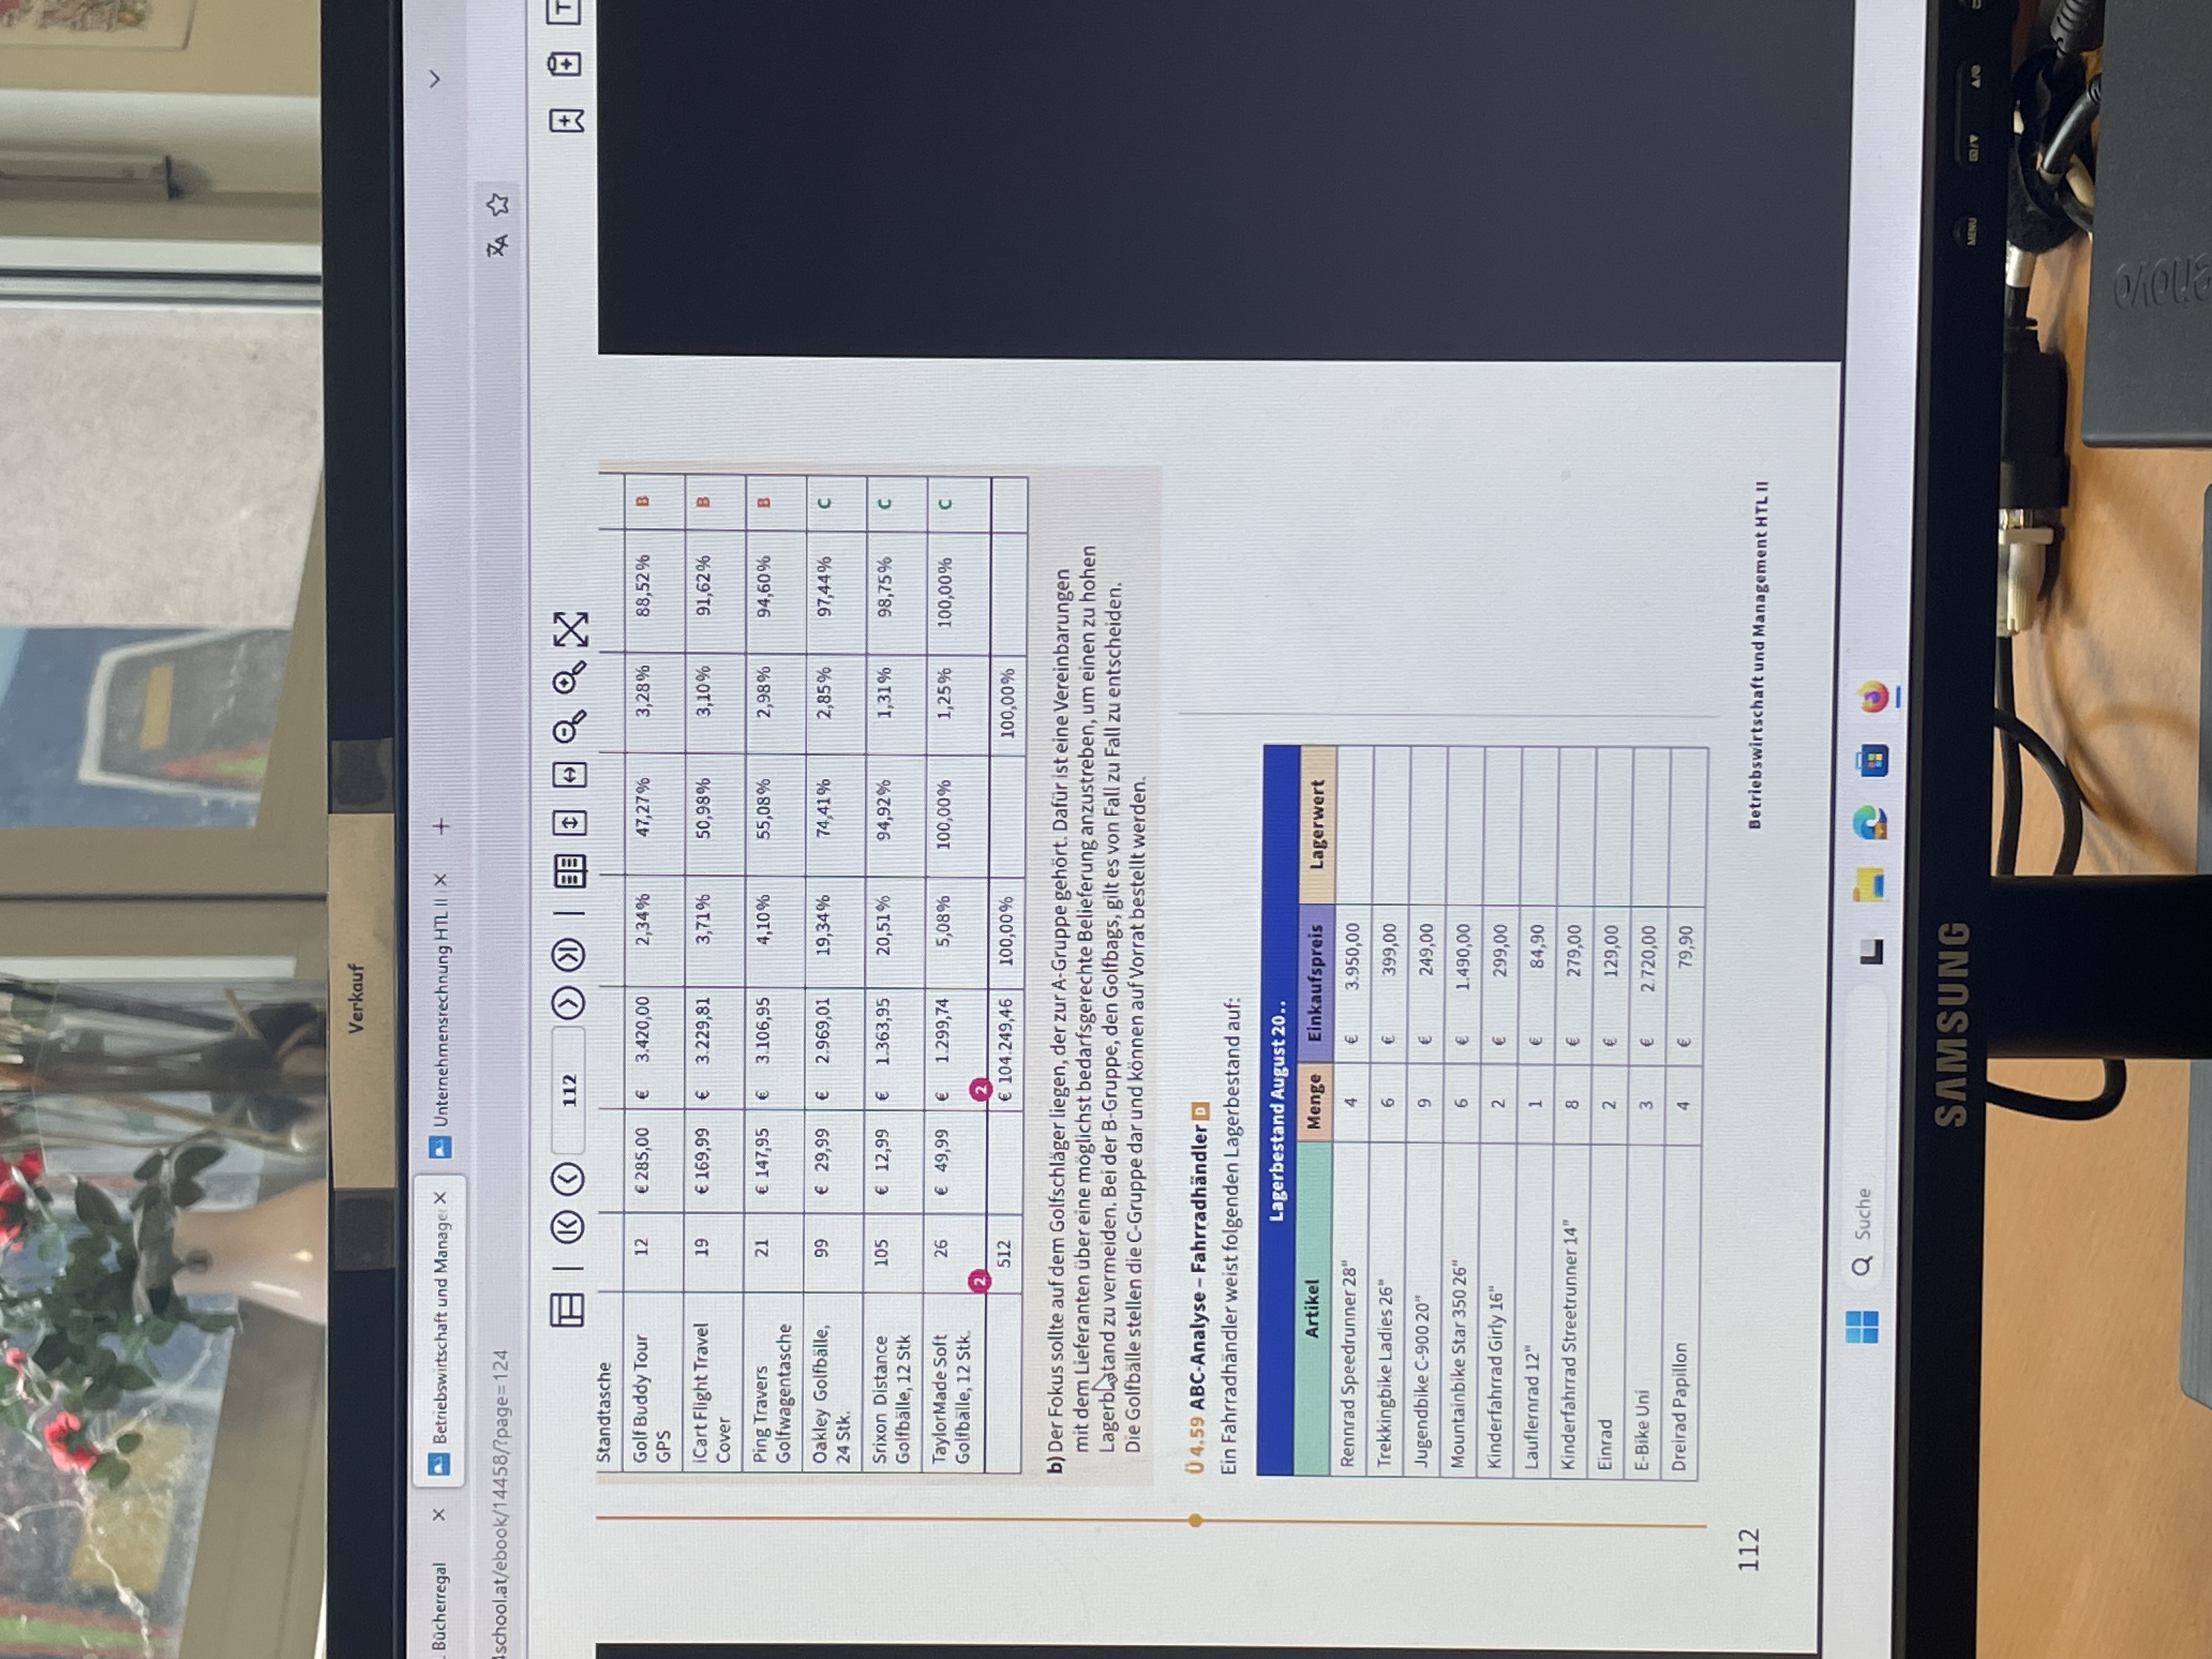 Verkauf
Bücherregal
Betriebswirtschaft und Manage
Unternehmensrechnung HTL II
school.at/ebook/14458/?page=124
112
Standtasche
Golf Buddy Tour GPS 12 € 285,00 € 3.420,00 2,34% 47,27% 3,28% 88,52% B
iCart Flight Travel Cover 19 € 169,99 € 3.229,81 3,71% 50,98% 3,10% 91,62% B
Ping Travers Golfwagentasche 21 € 147,95 € 3.106,95 4,10% 55,08% 2,98% 94,60% B
Oakley Golfbälle, 24 Stk. 99 € 29,99 € 2.969,01 19,34% 74,41% 2,85% 97,44% C
Srixon Distance Golfbälle, 12 Stk 105 € 12,99 € 1.363,95 20,51% 94,92% 1,31% 98,75% C
TaylorMade Soft Golfbälle, 12 Stk. 26 € 49,99 € 1.299,74 5,08% 100,00% 1,25% 100,00% C
2 2
512 € 104.249,46 100,00% 100,00%
b) Der Fokus sollte auf dem Golfschläger liegen, der zur A-Gruppe gehört. Dafür ist eine Vereinbarungen
mit dem Lieferanten über eine möglichst bedarfsgerechte Belieferung anzustreben, um einen zu hohen
Lagerbestand zu vermeiden. Bei der B-Gruppe, den Golfbags, gilt es von Fall zu Fall zu entscheiden.
Die Golfbälle stellen die C-Gruppe dar und können auf Vorrat bestellt werden.
Ü 4.59 ABC-Analyse – Fahrradhändler D
Ein Fahrradhändler weist folgenden Lagerbestand auf:
Lagerbestand August 20..
Artikel Menge Einkaufspreis Lagerwert
Rennrad Speedrunner 28" 4 € 3.950,00
Trekkingbike Ladies 26" 6 € 399,00
Jugendbike C-900 20" 9 € 249,00
Mountainbike Star 350 26" 6 € 1.490,00
Kinderfahrrad Girly 16" 2 € 299,00
Lauflernrad 12" 1 € 84,90
Kinderfahrrad Streetrunner 14" 8 € 279,00
Einrad 2 € 129,00
E-Bike Uni 3 € 2.720,00
Dreirad Papillon 4 € 79,90
112
Betriebswirtschaft und Management HTL II
Suche
SAMSUNG
MENU